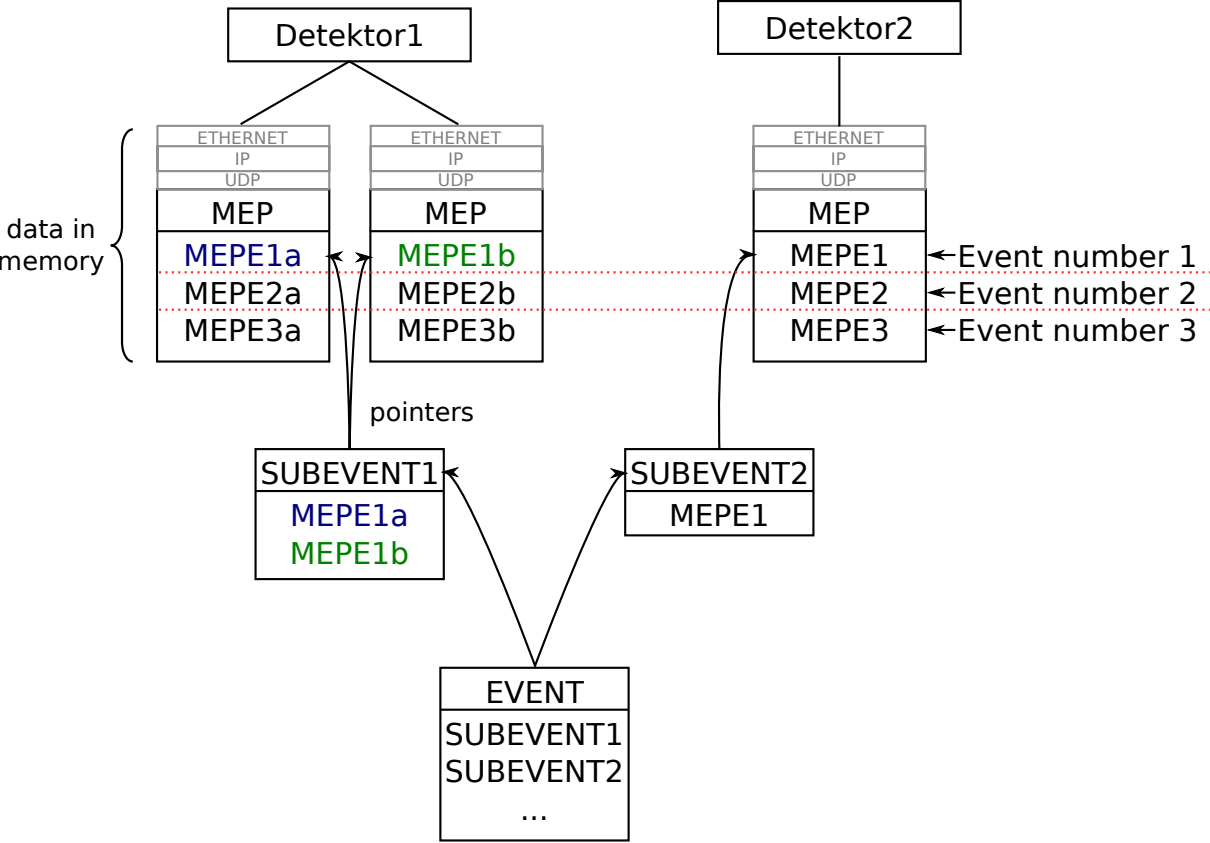 Detektor1
Detektor2
ETHERNET
IP
UDP
MEP
MEPE1a
MEPE2a
MEPE3a
ETHERNET
IP
UDP
MEP
MEPE1b
MEPE2b
MEPE3b
ETHERNET
IP
UDP
MEP
MEPE1
MEPE2
MEPE3
data in
memory
Event number 1
Event number 2
Event number 3
pointers
SUBEVENT1
MEPE1a
MEPE1b
SUBEVENT2
MEPE1
EVENT
SUBEVENT1
SUBEVENT2
...